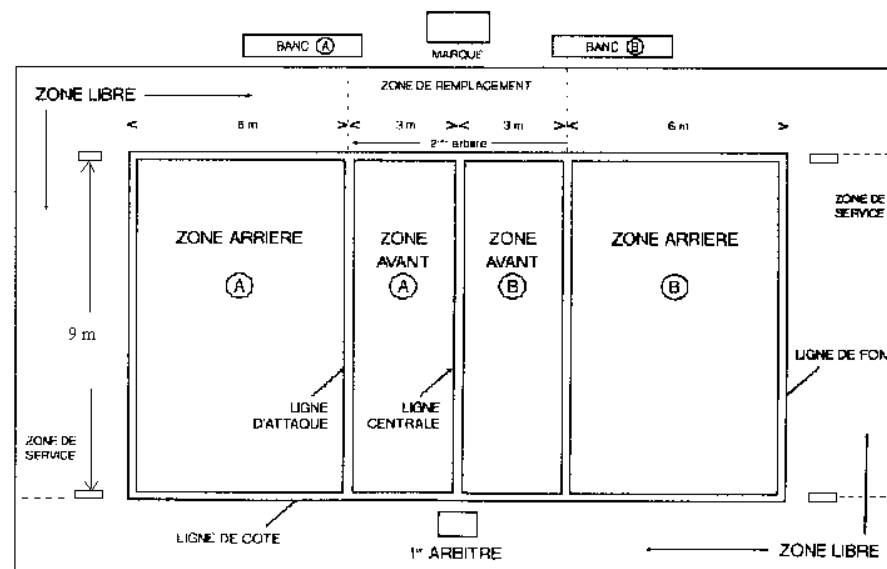 BANC A
MARQUE
BANC B
ZONE DE REMPLACEMENT
ZONE LIBRE
6 m
3 m
3 m
6 m
2ème arbitre
ZONE DE
SERVICE
ZONE ARRIERE
A
ZONE
AVANT
A
ZONE
AVANT
B
ZONE ARRIERE
B
9 m
LIGNE DE FON
LIGNE
D'ATTAQUE
LIGNE
CENTRALE
ZONE DE
SERVICE
LIGNE DE COTE
1er ARBITRE
ZONE LIBRE